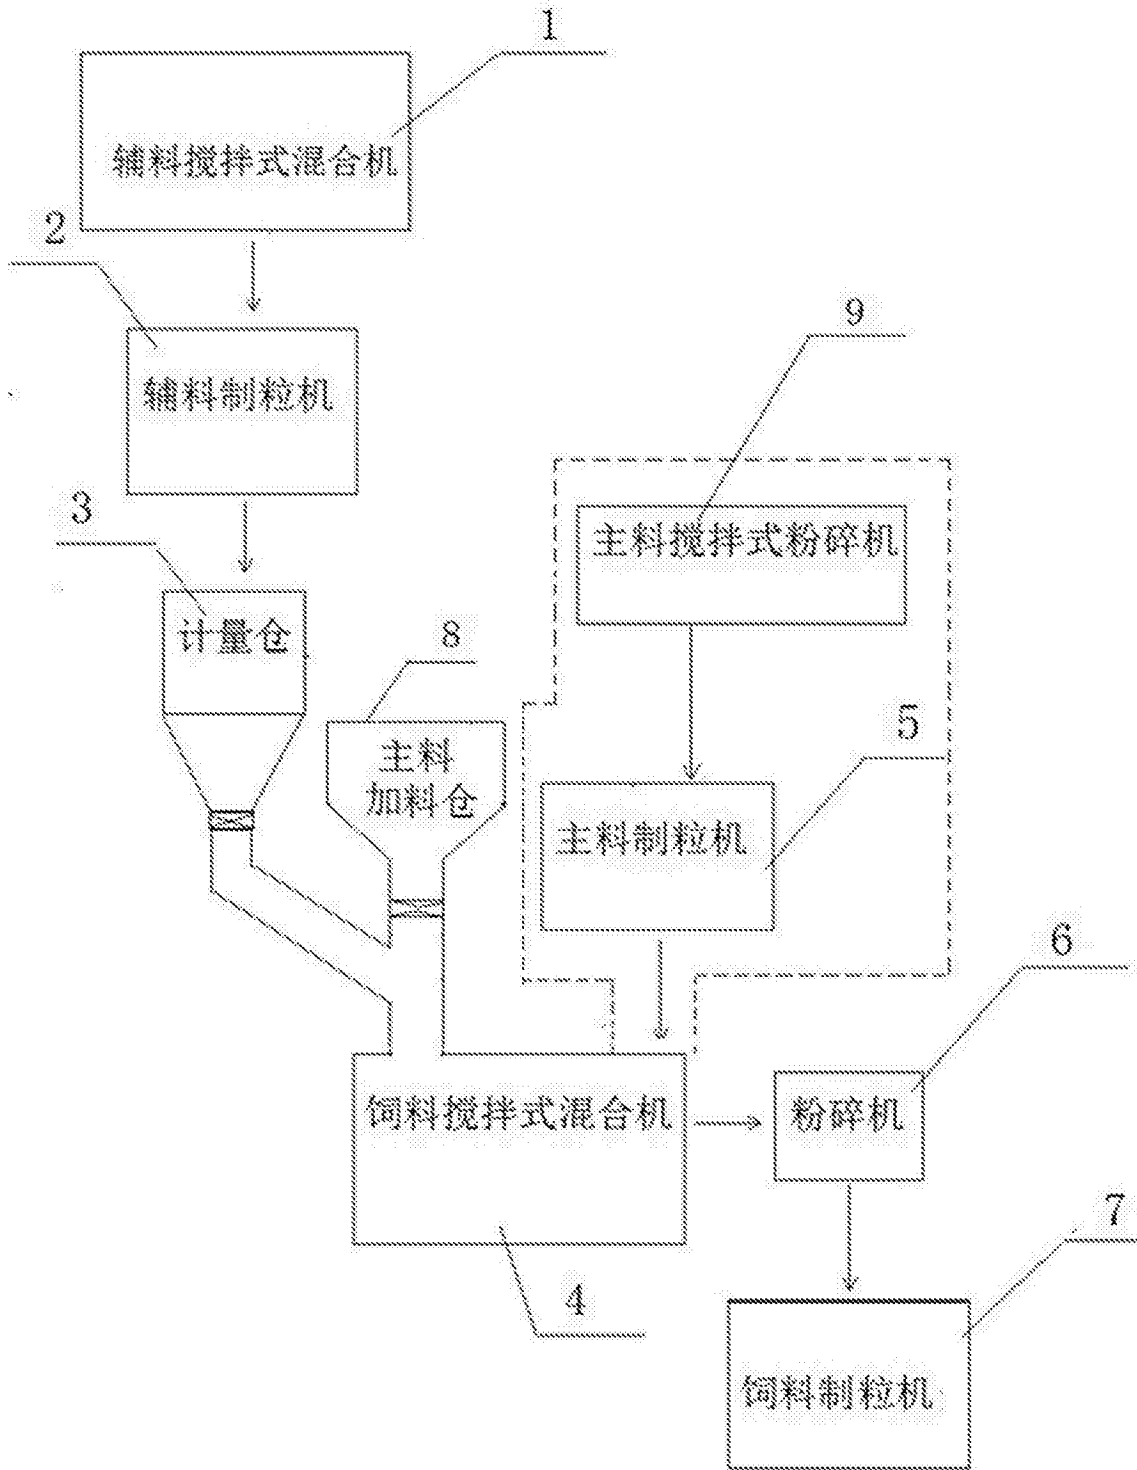 1
辅料搅拌式混合机
2
辅料制粒机
9
3
主料搅拌式粉碎机
计量仓
8
5
主料
加料仓
主料制粒机
6
饲料搅拌式混合机
粉碎机
7
4
饲料制粒机